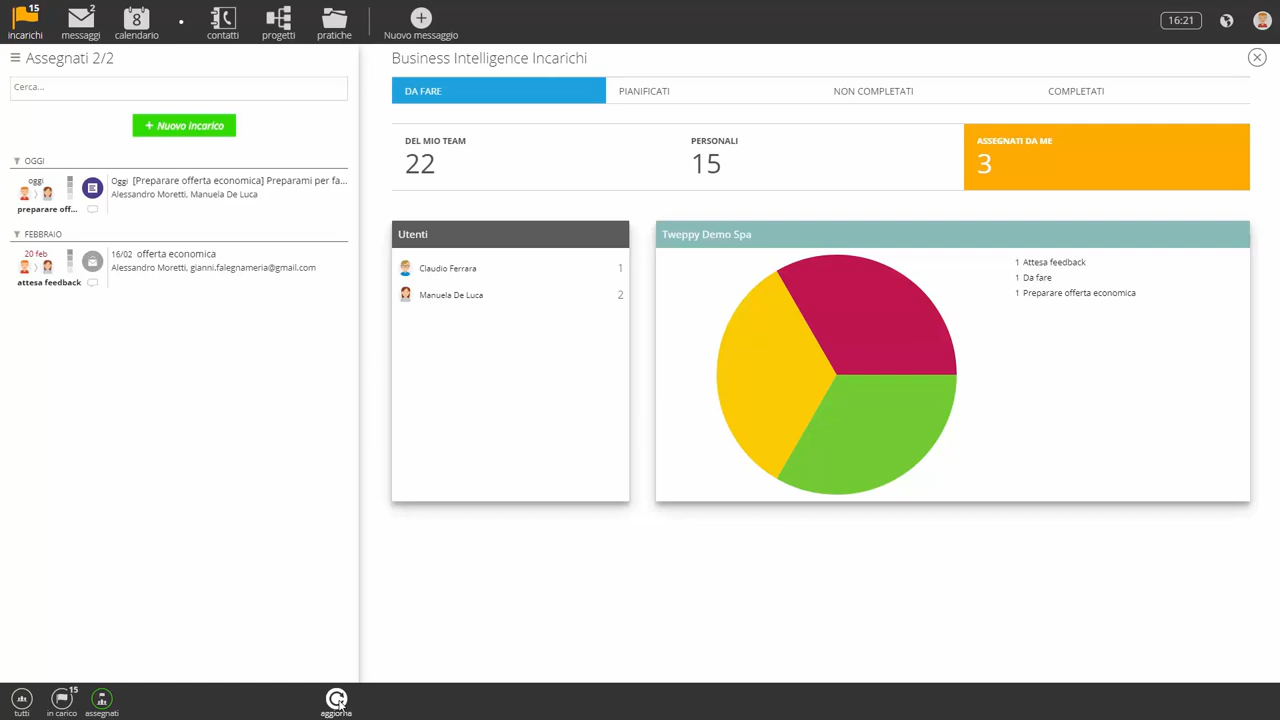 15
incarichi
2
messaggi
8
calendario
contatti
progetti
pratiche
Nuovo messaggio
16:21
Assegnati 2/2
Cerca...
+ Nuovo incarico
OGGI
oggi
Oggi [Preparare offerta economica] Preparami per fa...
Alessandro Moretti, Manuela De Luca
preparare off...
FEBBRAIO
20 feb
16/02 offerta economica
Alessandro Moretti, gianni.falegnameria@gmail.com
attesa feedback
Business Intelligence Incarichi
DA FARE
PIANIFICATI
NON COMPLETATI
COMPLETATI
DEL MIO TEAM
22
PERSONALI
15
ASSEGNATI DA ME
3
Utenti
Claudio Ferrara 1
Manuela De Luca 2
Tweppy Demo Spa
1 Attesa feedback
1 Da fare
1 Preparare offerta economica
tutti
15
in carico
assegnati
aggiorna